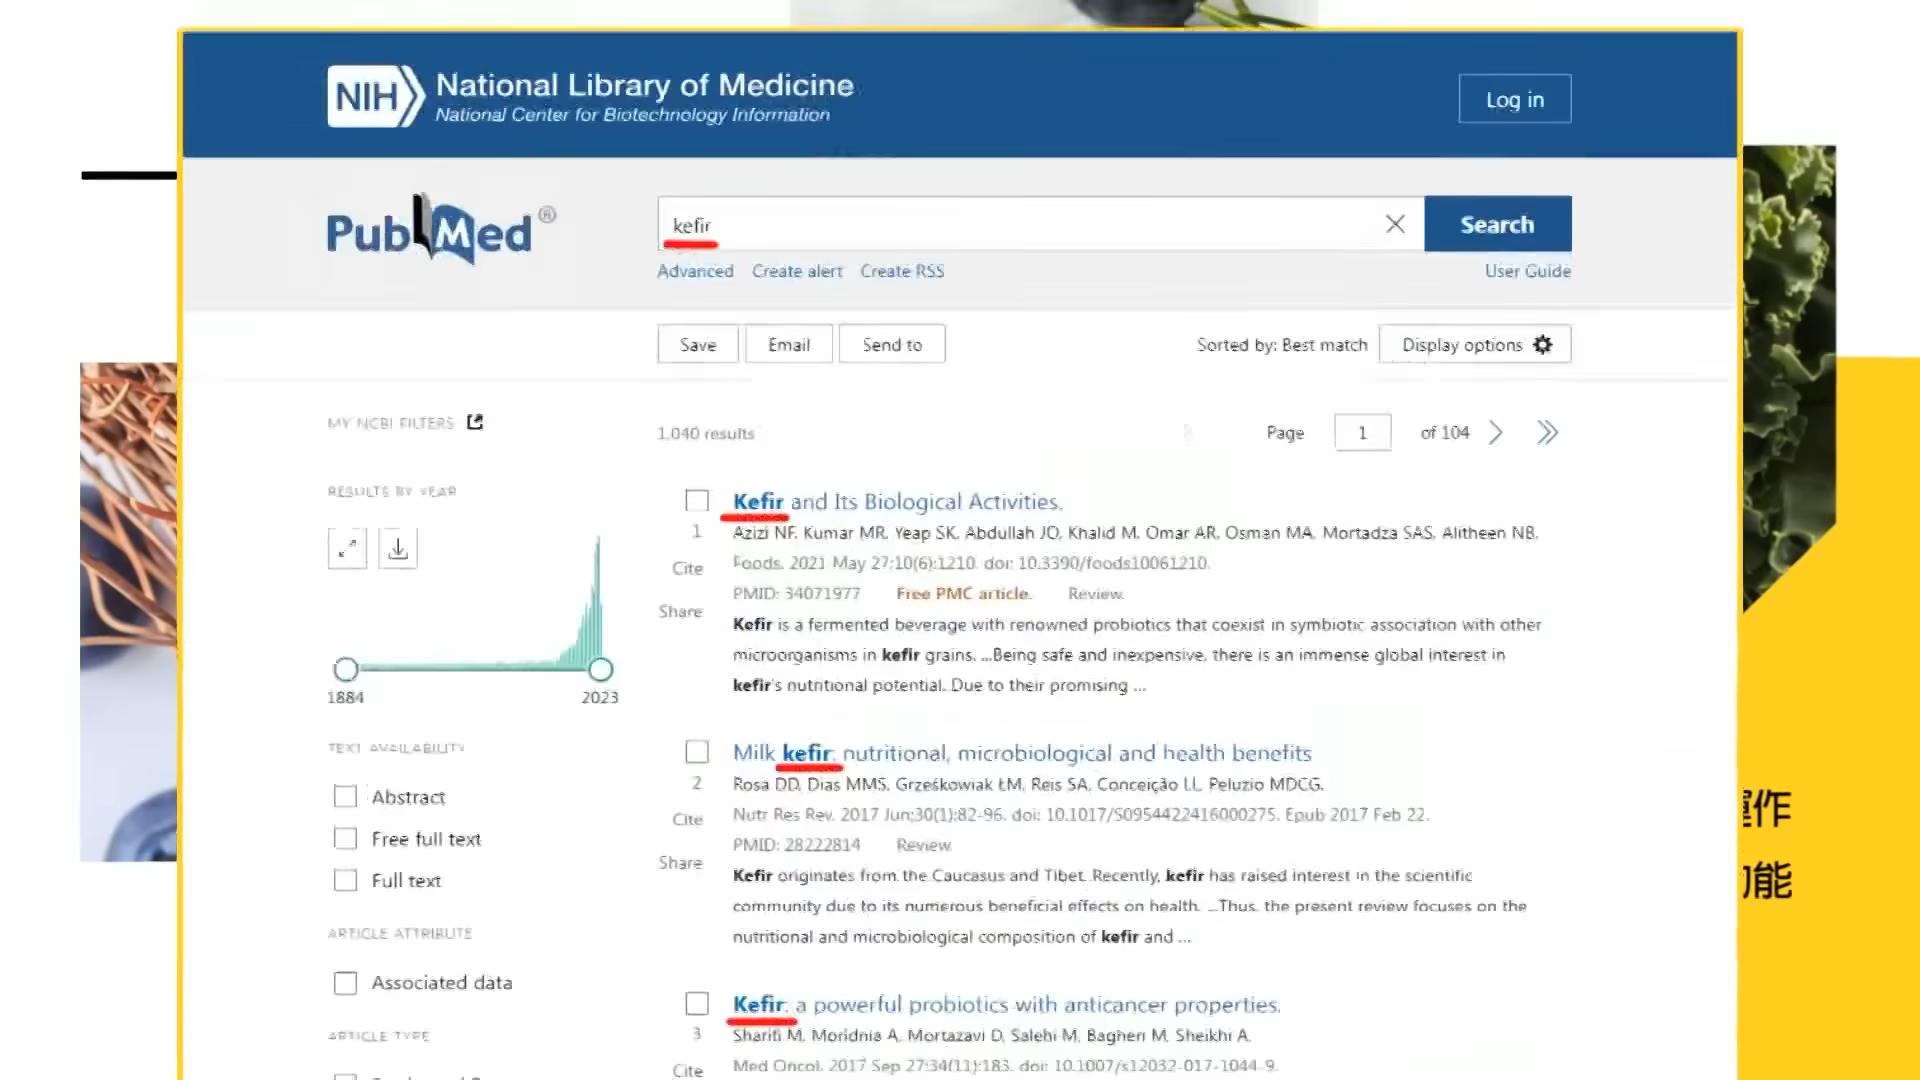 NIH National Library of Medicine
National Center for Biotechnology Information
Log in
PubMed®
kefir
Search
Advanced Create alert Create RSS
User Guide
Save Email Send to
Sorted by: Best match
Display options
MY NCBI FILTERS
1,040 results
Page 1 of 104
RESULTS BY YEAR
1884 2023
TEXT AVAILABILITY
Abstract
Free full text
Full text
ARTICLE ATTRIBUTE
Associated data
ARTICLE TYPE
Kefir and Its Biological Activities.
1
Azizi NF, Kumar MR, Yeap SK, Abdullah JO, Khalid M, Omar AR, Osman MA, Mortadza SAS, Alitheen NB.
Cite
Foods. 2021 May 27;10(6):1210. doi: 10.3390/foods10061210.
PMID: 34071977 Free PMC article. Review.
Share
Kefir is a fermented beverage with renowned probiotics that coexist in symbiotic association with other
microorganisms in kefir grains. ...Being safe and inexpensive, there is an immense global interest in
kefir's nutritional potential. Due to their promising ...
Milk kefir: nutritional, microbiological and health benefits
2
Rosa DD, Dias MMS, Grześkowiak ŁM, Reis SA, Conceição LL, Peluzio MDCG.
Cite
Nutr Res Rev. 2017 Jun;30(1):82-96. doi: 10.1017/S0954422416000275. Epub 2017 Feb 22.
PMID: 28222814 Review.
Share
Kefir originates from the Caucasus and Tibet. Recently, kefir has raised interest in the scientific
community due to its numerous beneficial effects on health. ...Thus, the present review focuses on the
nutritional and microbiological composition of kefir and ...
Kefir: a powerful probiotics with anticancer properties.
3
Sharifi M, Moridnia A, Mortazavi D, Salehi M, Bagheri M, Sheikhi A.
Cite
Med Oncol. 2017 Sep 27;34(11):183. doi: 10.1007/s12032-017-1044-9.
作
能